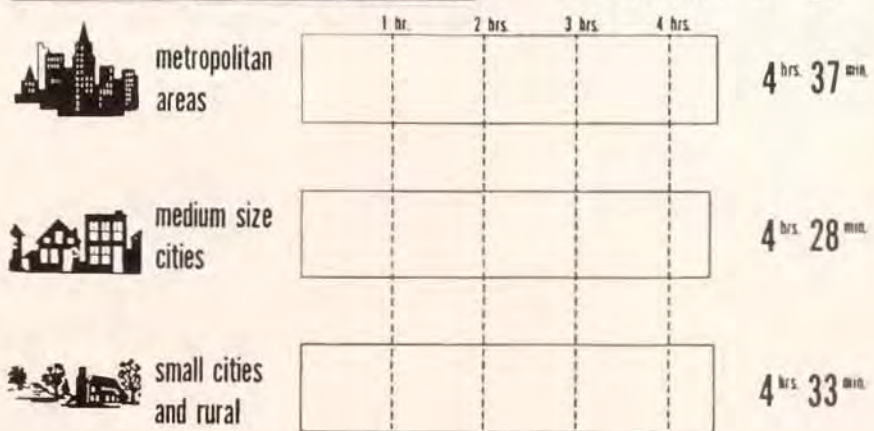 1 hr. 2 hrs. 3 hrs. 4 hrs.
metropolitan
areas
4 hrs. 37 min.
medium size
cities
4 hrs. 28 min.
small cities
and rural
4 hrs. 33 min.